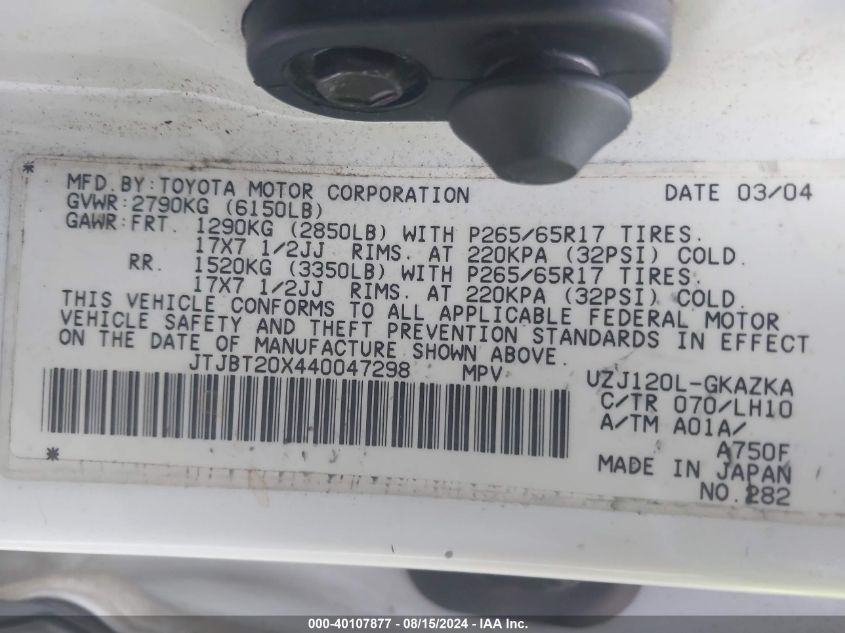 MFD.BY:TOYOTA MOTOR CORPORATION DATE 03/04
GVWR:2790KG (6150LB)
GAWR:FRT. 1290KG (2850LB) WITH P265/65R17 TIRES.
17X7 1/2JJ RIMS. AT 220KPA (32PSI) COLD.
RR. 1520KG (3350LB) WITH P265/65R17 TIRES.
17X7 1/2JJ RIMS. AT 220KPA (32PSI) COLD.
THIS VEHICLE CONFORMS TO ALL APPLICABLE FEDERAL MOTOR
VEHICLE SAFETY AND THEFT PREVENTION STANDARDS IN EFFECT
ON THE DATE OF MANUFACTURE SHOWN ABOVE.
JTJBT20X440047298 MPV UZJ120L-GKAZKA
C/TR 070/LH10
A/TM A01A/
A750F
MADE IN JAPAN
NO.282
000-40107877 - 08/15/2024 - IAA Inc.